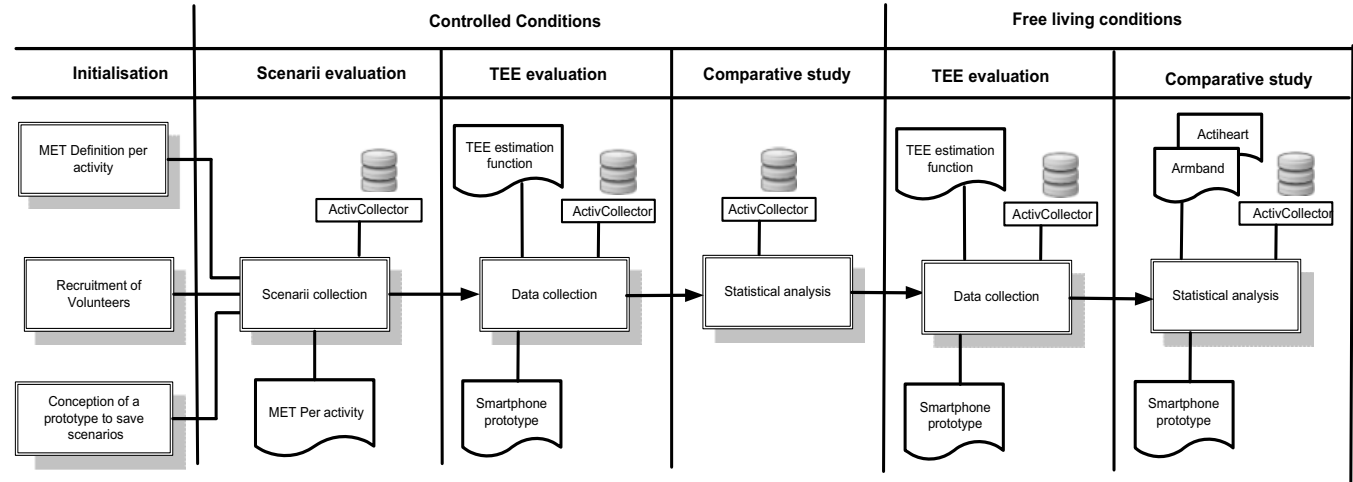 Controlled Conditions
Free living conditions
Initialisation
Scenarii evaluation
TEE evaluation
Comparative study
TEE evaluation
Comparative study
MET Definition per
activity
Recruitment of
Volunteers
Conception of a
prototype to save
scenarios
ActivCollector
Scenarii collection
MET Per activity
TEE estimation
function
ActivCollector
Data collection
Smartphone
prototype
ActivCollector
Statistical analysis
TEE estimation
function
ActivCollector
Data collection
Smartphone
prototype
Actiheart
Armband
ActivCollector
Statistical analysis
Smartphone
prototype